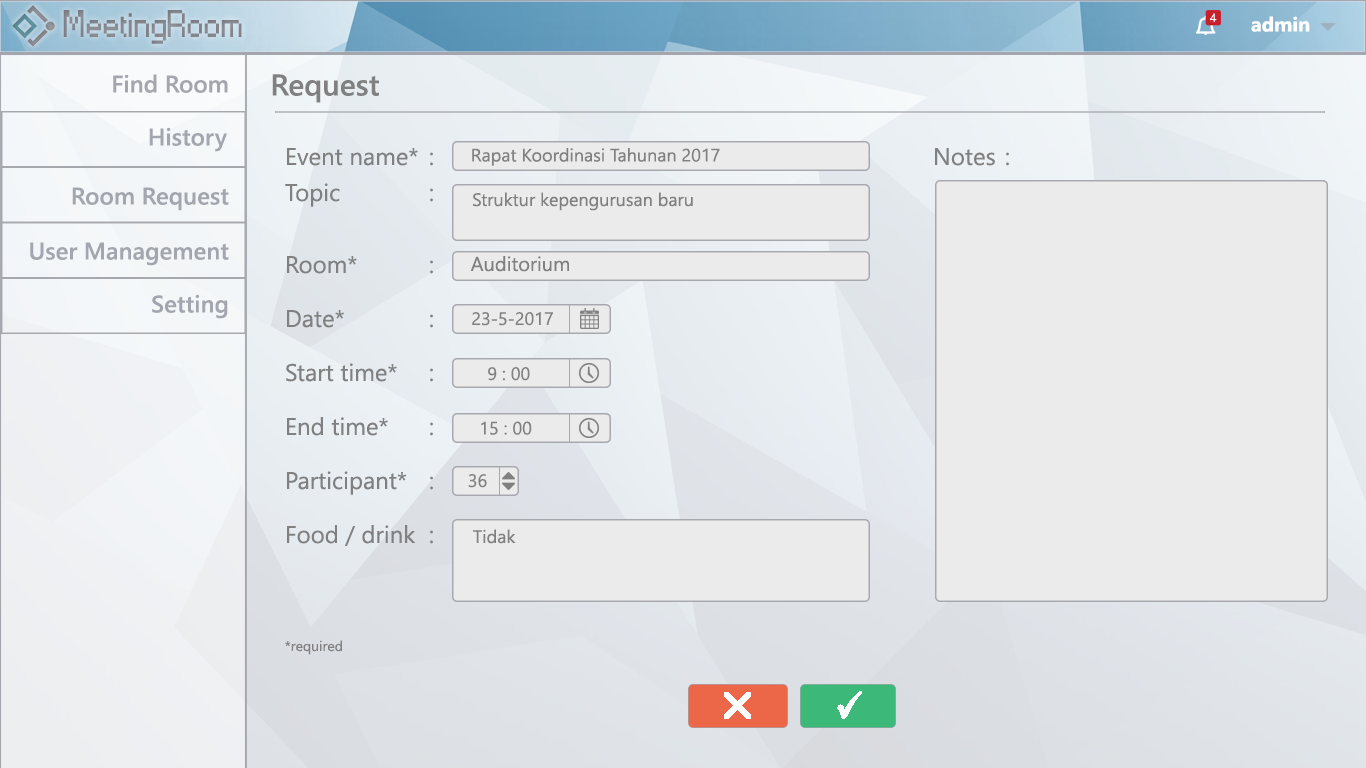 MeetingRoom
4
admin
Find Room
History
Room Request
User Management
Setting
Request
Event name* : Rapat Koordinasi Tahunan 2017
Topic : Struktur kepengurusan baru
Room* : Auditorium
Date* : 23-5-2017
Start time* : 9 : 00
End time* : 15 : 00
Participant* : 36
Food / drink : Tidak
*required
Notes :